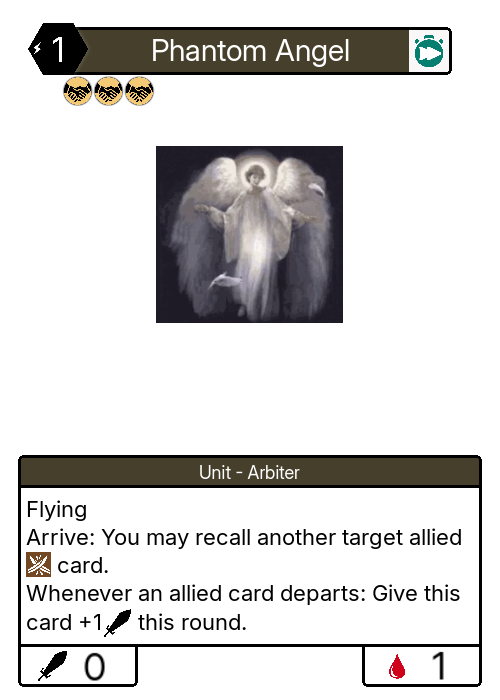 1
Phantom Angel
Unit - Arbiter
Flying
Arrive: You may recall another target allied
card.
Whenever an allied card departs: Give this
card +1 this round.
0
1